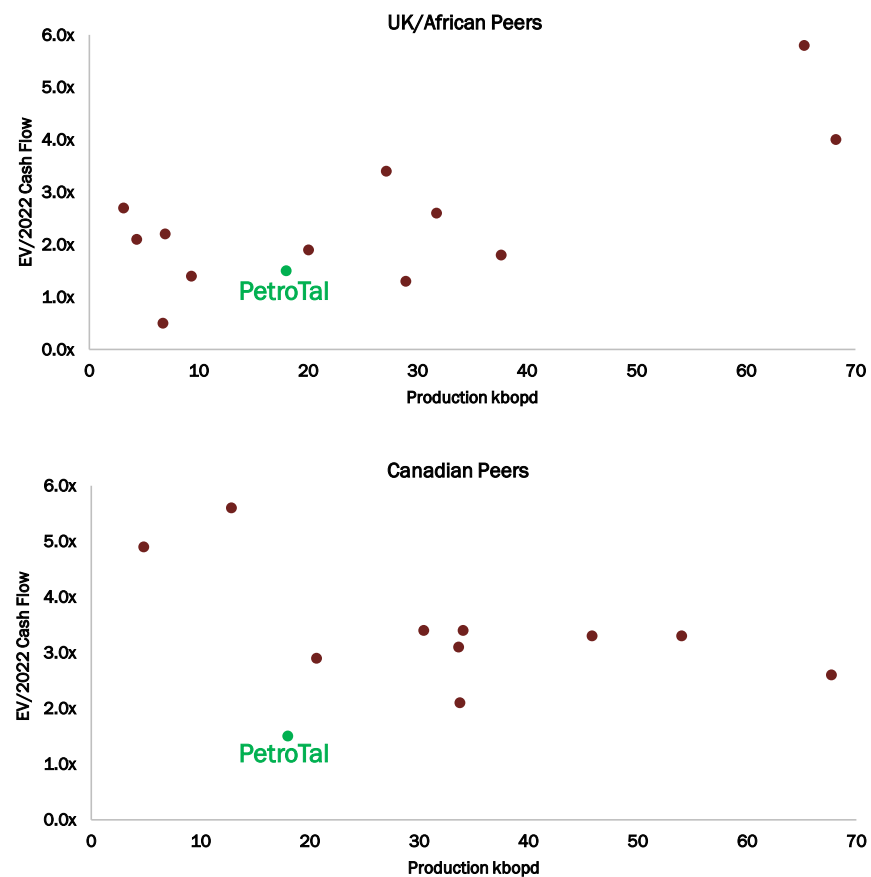 UK/African Peers
6.0x
5.0x
4.0x
3.0x
2.0x
1.0x
0.0x
EV/2022 Cash Flow
PetroTal
0 10 20 30 40 50 60 70
Production kbopd
Canadian Peers
6.0x
5.0x
4.0x
3.0x
2.0x
1.0x
0.0x
EV/2022 Cash Flow
PetroTal
0 10 20 30 40 50 60 70
Production kbopd